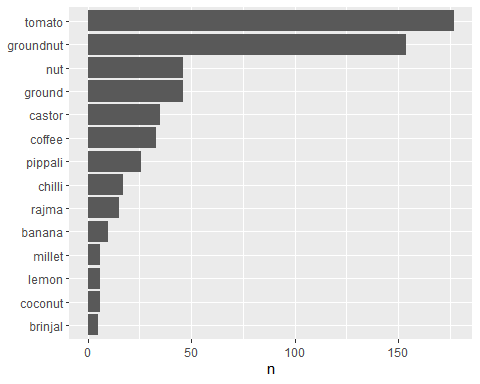 tomato
groundnut
nut
ground
castor
coffee
pippali
chilli
rajma
banana
millet
lemon
coconut
brinjal
0 50 100 150
n